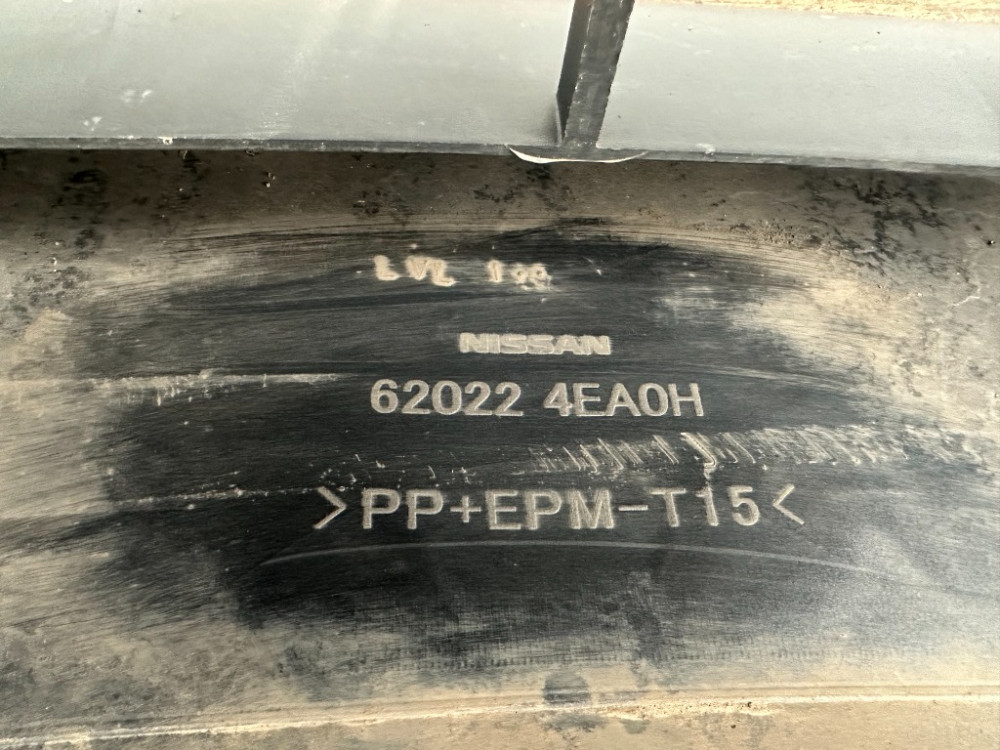 NISSAN
62022 4EA0H
>PP+EPM-T15<